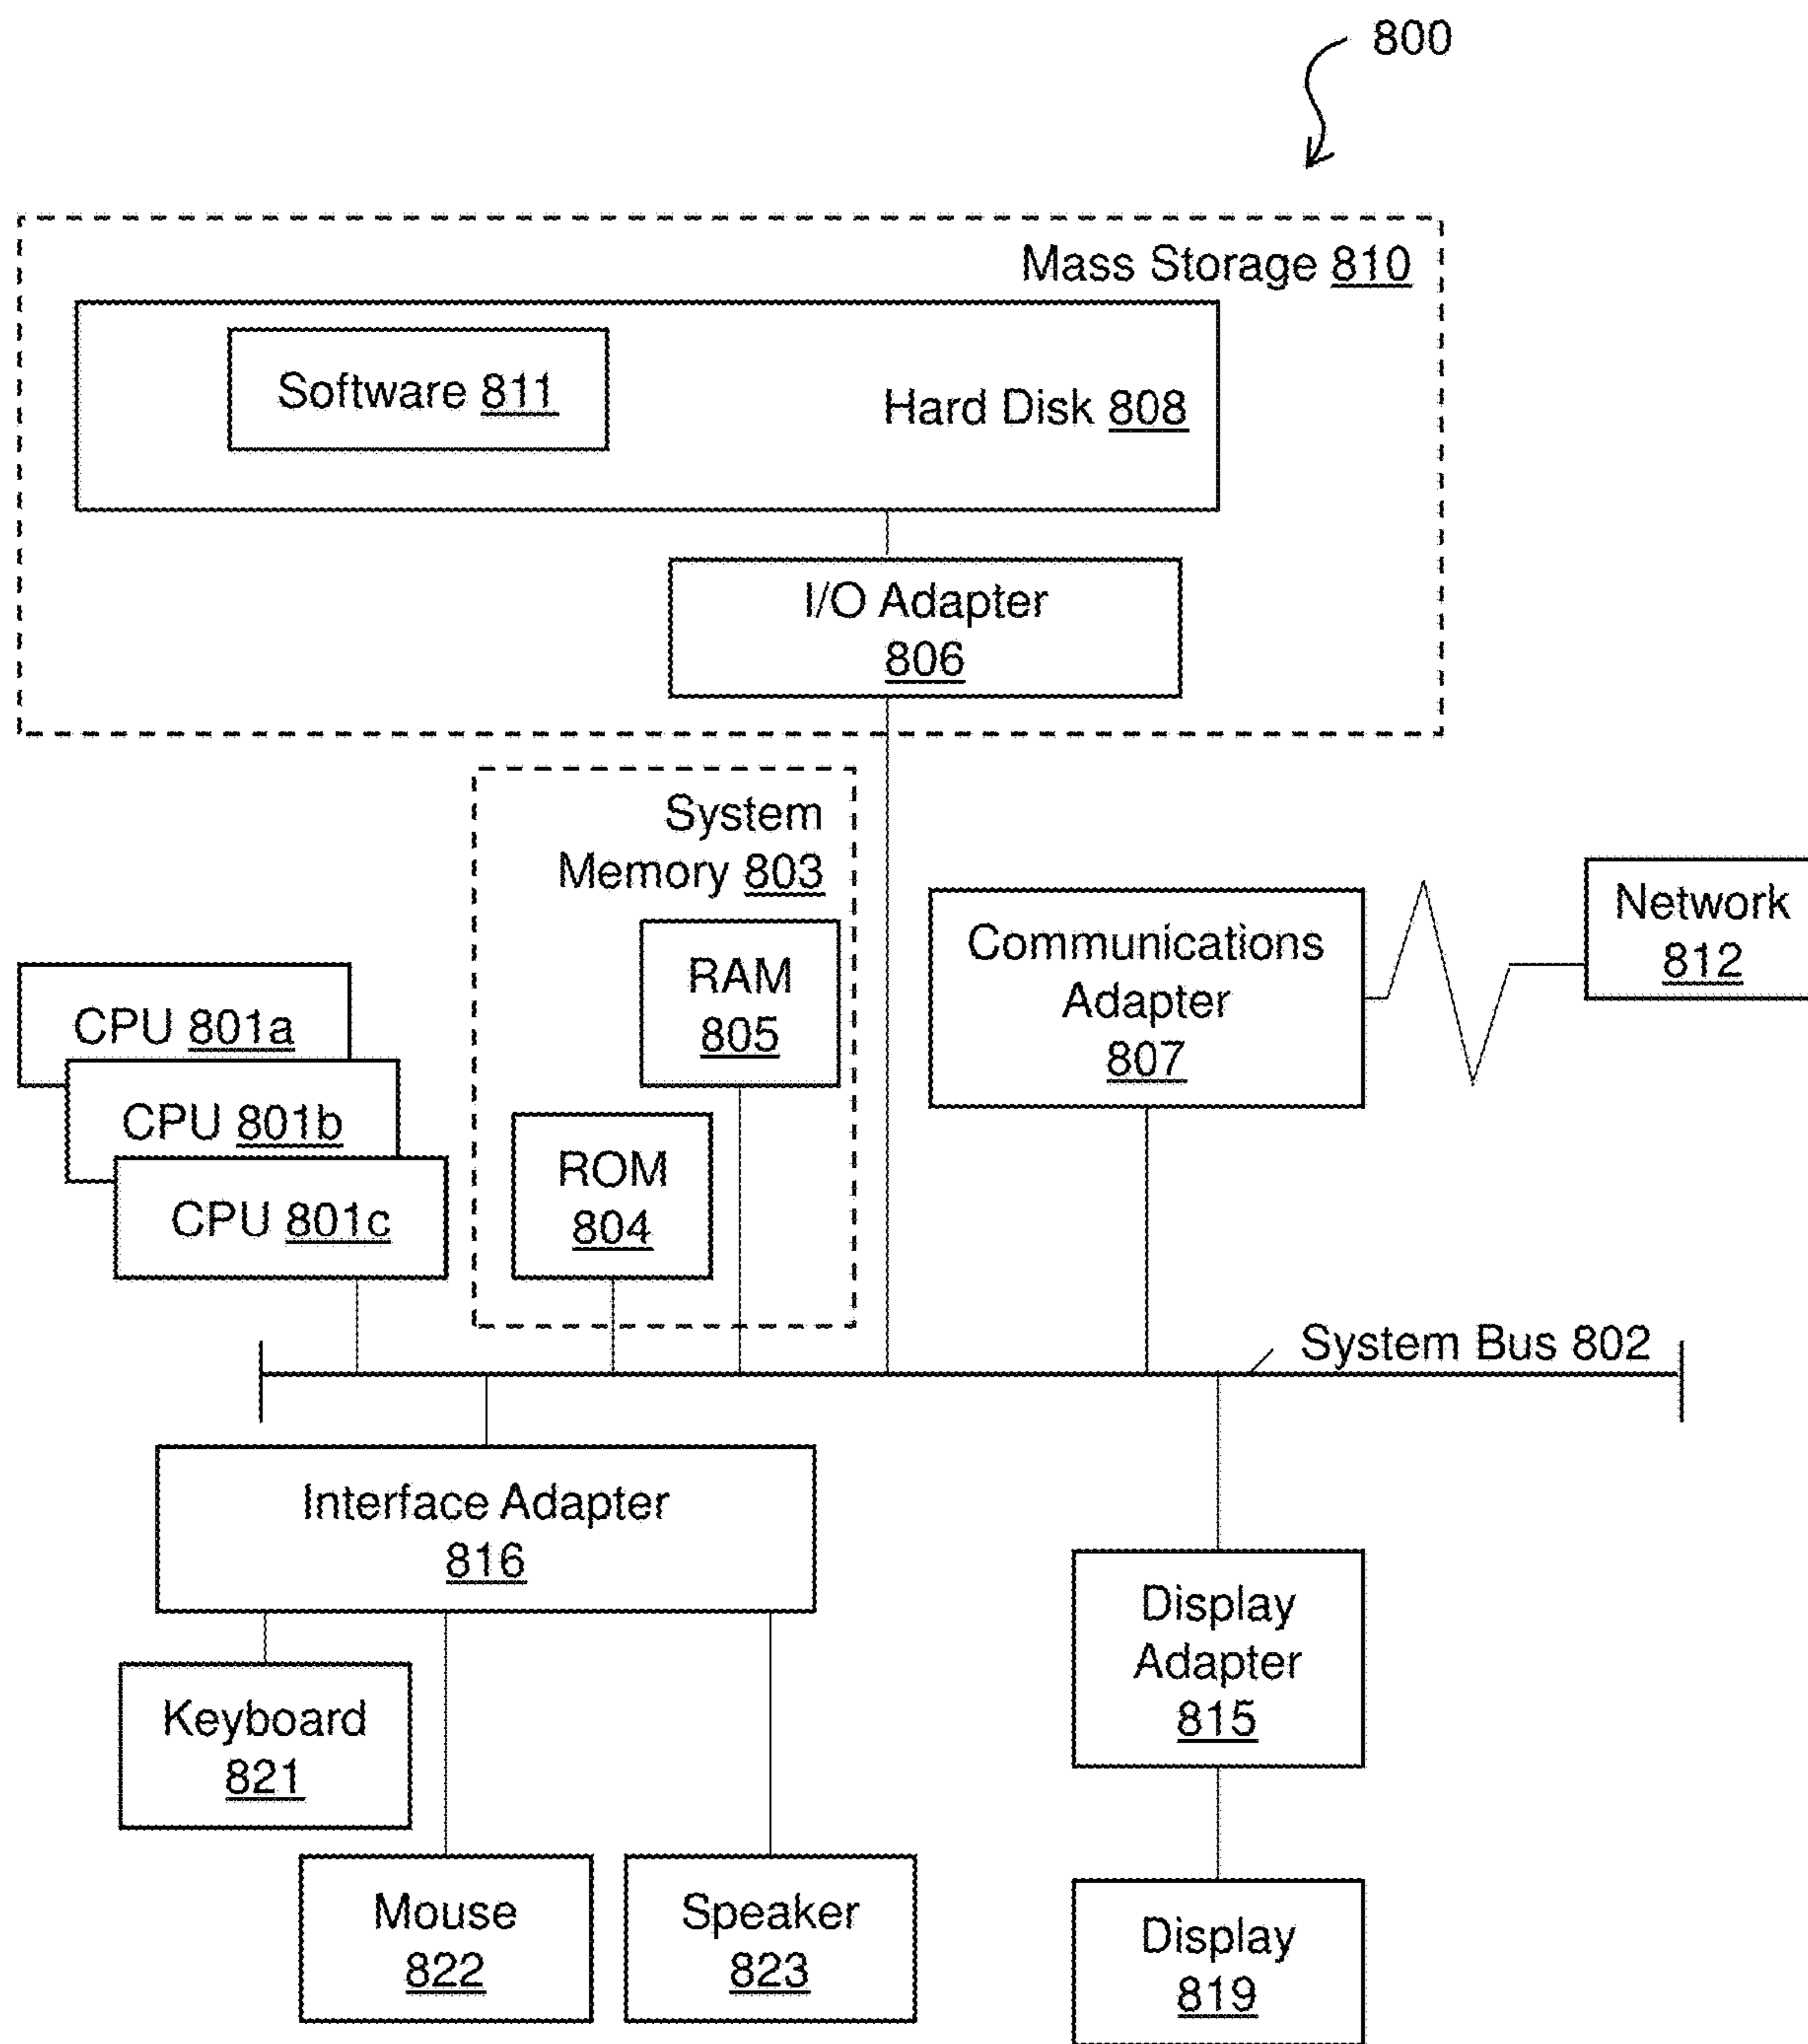 800
Mass Storage 810
Software 811
Hard Disk 808
I/O Adapter
806
System
Memory 803
RAM
805
ROM
804
Communications
Adapter
807
Network
812
CPU 801a
CPU 801b
CPU 801c
System Bus 802
Interface Adapter
816
Keyboard
821
Mouse
822
Speaker
823
Display
Adapter
815
Display
819